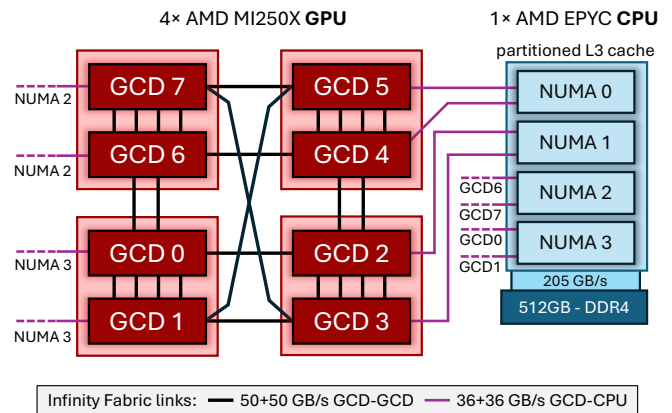 4× AMD MI250X GPU
1× AMD EPYC CPU
partitioned L3 cache
GCD 7
GCD 5
NUMA 0
NUMA 2
GCD 6
GCD 4
NUMA 1
NUMA 2
GCD6
NUMA 2
GCD7
GCD 0
GCD 2
GCD0
NUMA 3
NUMA 3
GCD1
GCD 1
GCD 3
205 GB/s
NUMA 3
512GB - DDR4
Infinity Fabric links: 50+50 GB/s GCD-GCD 36+36 GB/s GCD-CPU